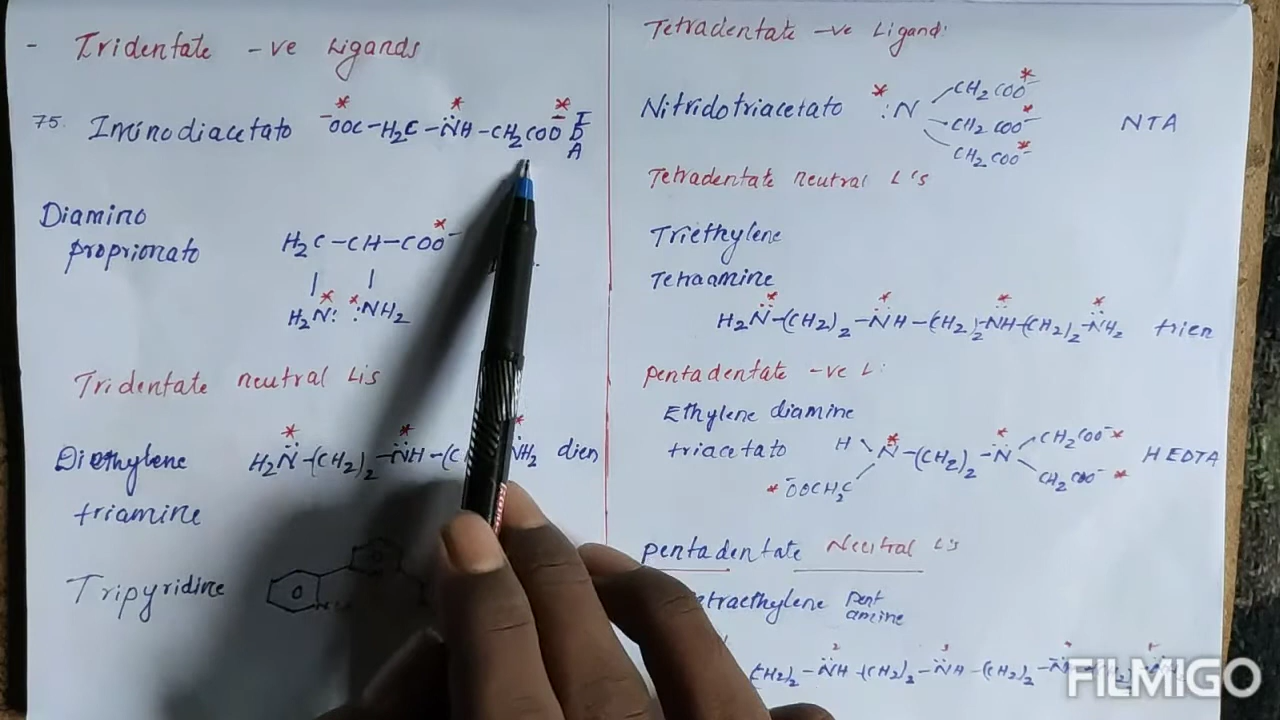 - Tridentate -ve Ligands
75. Iminodiacetato ⁻OOC-H₂C-N̈H-CH₂COO⁻ IDA
Diamino
proprionato H₂C-CH-COO⁻
H₂N: :NH₂
Tridentate neutral L's
Diethylene H₂N̈-(CH₂)₂-N̈H-(C N̈H₂ dien
triamine
Tripyridine
Tetradentate -ve Ligand:
Nitridotriacetato :N CH₂COO⁻ NTA
CH₂COO⁻
CH₂COO⁻
Tetradentate neutral L's
Triethylene
Tetraamine
H₂N̈-(CH₂)₂-N̈H-(CH₂)₂-N̈H-(CH₂)₂-N̈H₂ trien
pentadentate -ve L:
Ethylene diamine
triacetato H N-(CH₂)₂-N̈ CH₂COO⁻* HEDTA
*⁻OOCH₂C CH₂COO⁻*
pentadentate Neutral L's
etraethylene pent
amine
(CH₂)₂-N̈H-(CH₂)₂-N̈H-(CH₂)₂
FILMIGO